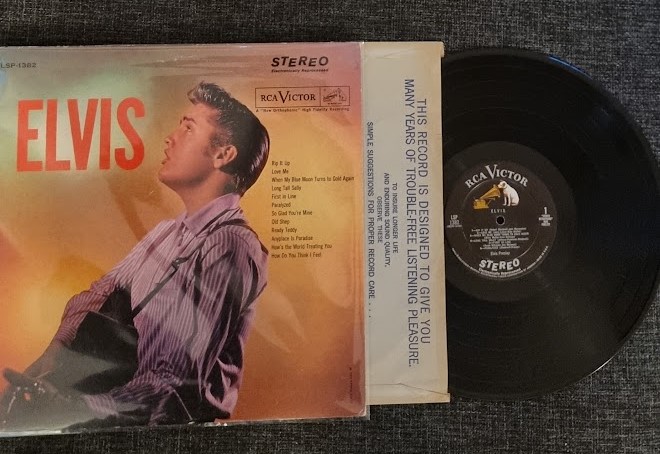 LSP-1382
STEREO
Electronically Reprocessed
RCA VICTOR
A "New Orthophonic" High Fidelity Recording
ELVIS
Rip It Up
Love Me
When My Blue Moon Turns to Gold Again
Long Tall Sally
First in Line
Paralyzed
So Glad You're Mine
Old Shep
Ready Teddy
Anyplace Is Paradise
How's the World Treating You
How Do You Think I Feel
THIS RECORD IS DESIGNED TO GIVE YOU
MANY YEARS OF TROUBLE-FREE LISTENING PLEASURE.
TO INSURE LONGER LIFE
AND ENDURING SOUND QUALITY,
OBSERVE THESE
SIMPLE SUGGESTIONS FOR PROPER RECORD CARE . . .
RCA VICTOR
ELVIS
LSP
1382
1
Elvis Presley
STEREO
Electronically Reprocessed